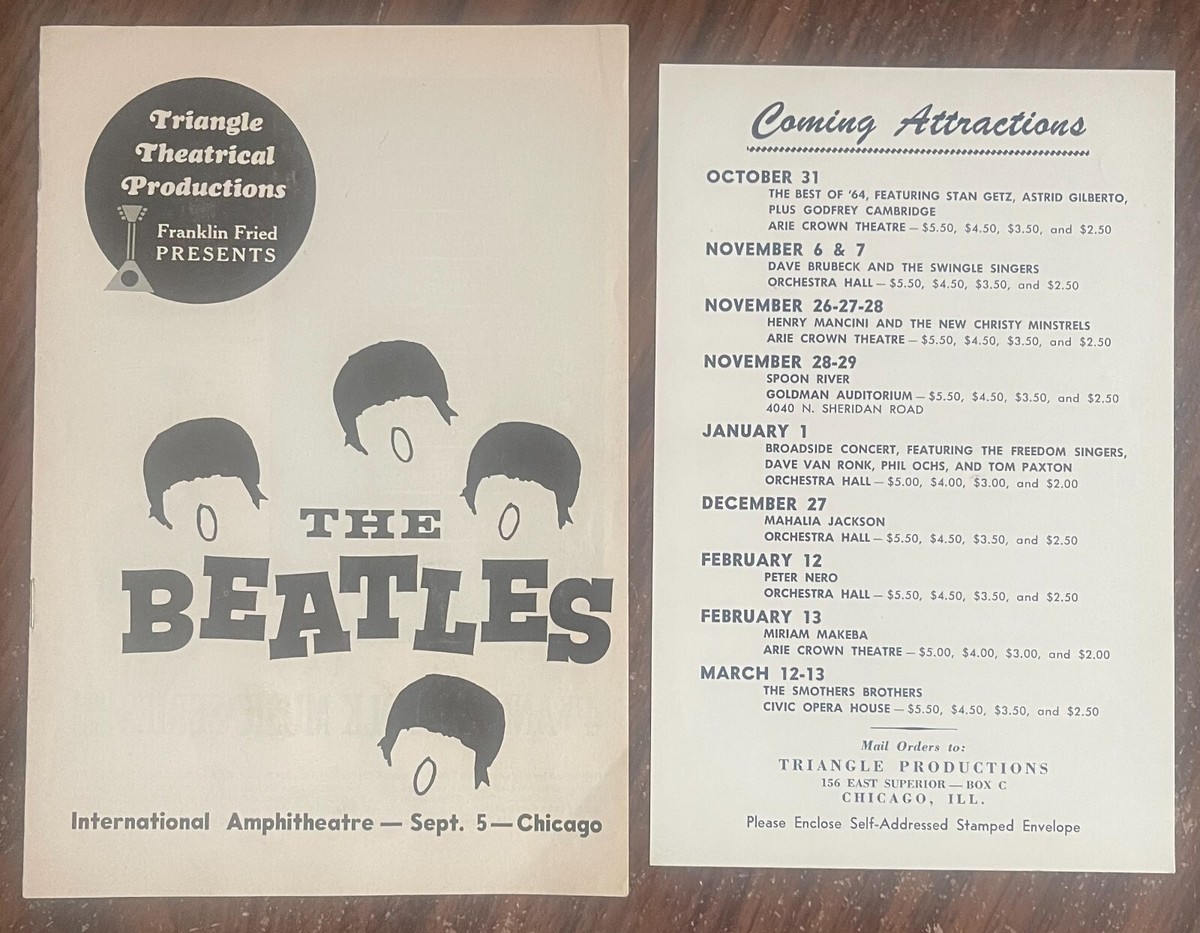 Triangle
Theatrical
Productions
Franklin Fried
PRESENTS
THE
BEATLES
International Amphitheatre — Sept. 5 — Chicago
Coming Attractions
OCTOBER 31
THE BEST OF '64, FEATURING STAN GETZ, ASTRID GILBERTO,
PLUS GODFREY CAMBRIDGE
ARIE CROWN THEATRE — $5.50, $4.50, $3.50, and $2.50
NOVEMBER 6 & 7
DAVE BRUBECK AND THE SWINGLE SINGERS
ORCHESTRA HALL — $5.50, $4.50, $3.50, and $2.50
NOVEMBER 26-27-28
HENRY MANCINI AND THE NEW CHRISTY MINSTRELS
ARIE CROWN THEATRE — $5.50, $4.50, $3.50, and $2.50
NOVEMBER 28-29
SPOON RIVER
GOLDMAN AUDITORIUM — $5.50, $4.50, $3.50, and $2.50
4040 N. SHERIDAN ROAD
JANUARY 1
BROADSIDE CONCERT, FEATURING THE FREEDOM SINGERS,
DAVE VAN RONK, PHIL OCHS, AND TOM PAXTON
ORCHESTRA HALL — $5.00, $4.00, $3.00, and $2.00
DECEMBER 27
MAHALIA JACKSON
ORCHESTRA HALL — $5.50, $4.50, $3.50, and $2.50
FEBRUARY 12
PETER NERO
ORCHESTRA HALL — $5.50, $4.50, $3.50, and $2.50
FEBRUARY 13
MIRIAM MAKEBA
ARIE CROWN THEATRE — $5.00, $4.00, $3.00, and $2.00
MARCH 12-13
THE SMOTHERS BROTHERS
CIVIC OPERA HOUSE — $5.50, $4.50, $3.50, and $2.50
Mail Orders to:
TRIANGLE PRODUCTIONS
156 EAST SUPERIOR — BOX C
CHICAGO, ILL.
Please Enclose Self-Addressed Stamped Envelope